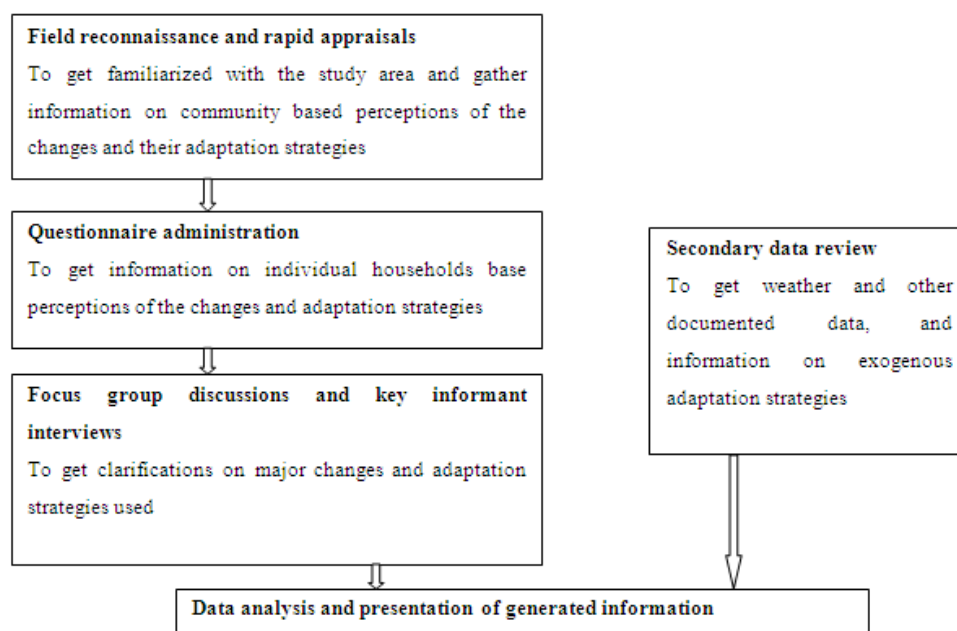 Field reconnaissance and rapid appraisals
To get familiarized with the study area and gather
information on community based perceptions of the
changes and their adaptation strategies
Questionnaire administration
To get information on individual households base
perceptions of the changes and adaptation strategies
Focus group discussions and key informant
interviews
To get clarifications on major changes and adaptation
strategies used
Secondary data review
To get weather and other
documented data, and
information on exogenous
adaptation strategies
Data analysis and presentation of generated information